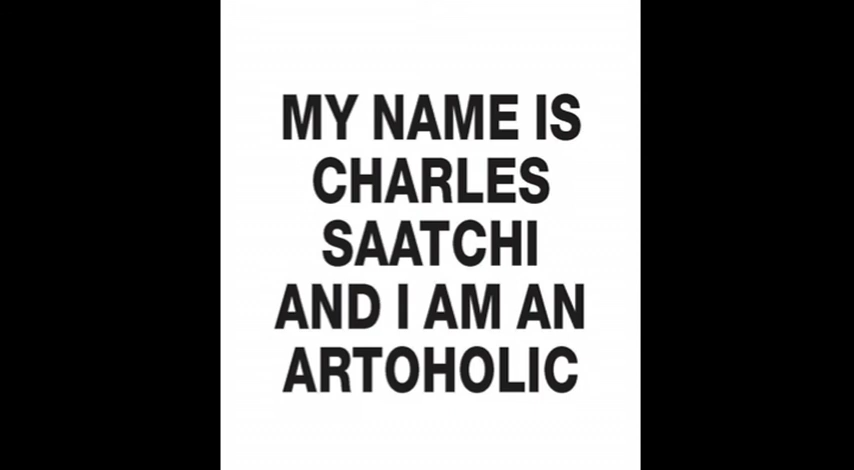 MY NAME IS
CHARLES
SAATCHI
AND I AM AN
ARTOHOLIC